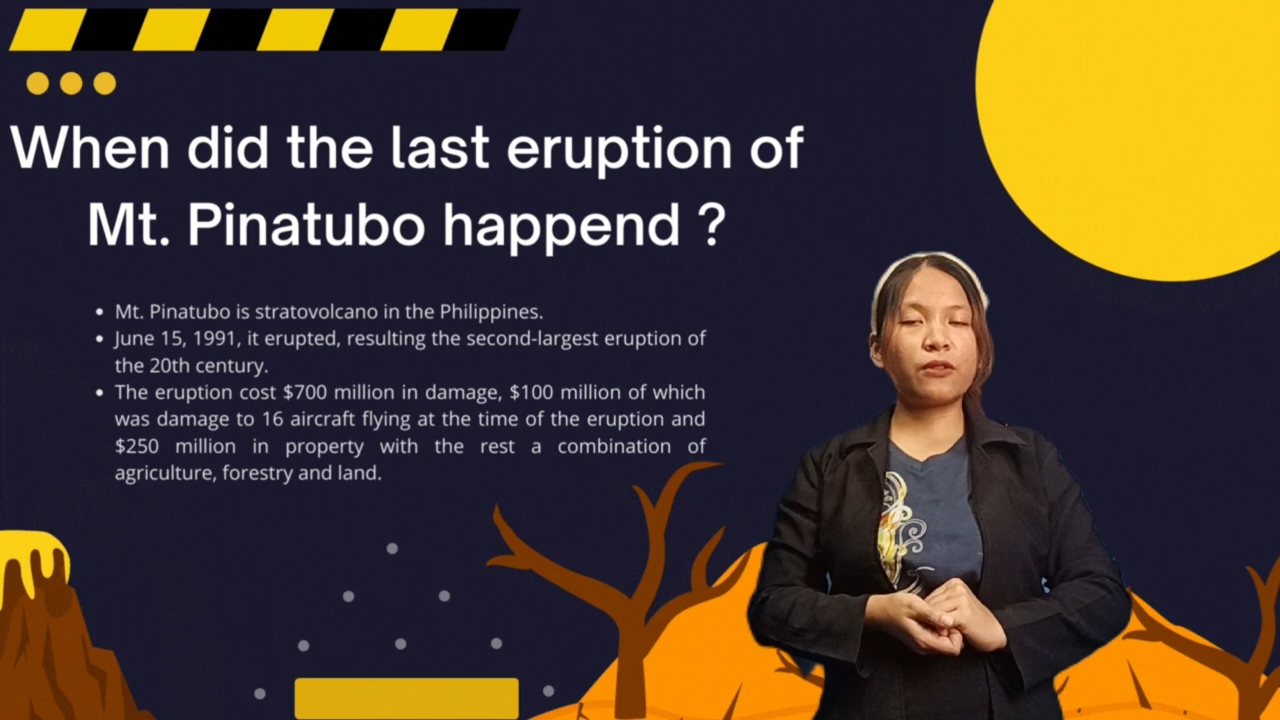 When did the last eruption of
Mt. Pinatubo happend ?
• Mt. Pinatubo is stratovolcano in the Philippines.
• June 15, 1991, it erupted, resulting the second-largest eruption of
the 20th century.
• The eruption cost $700 million in damage, $100 million of which
was damage to 16 aircraft flying at the time of the eruption and
$250 million in property with the rest a combination of
agriculture, forestry and land.